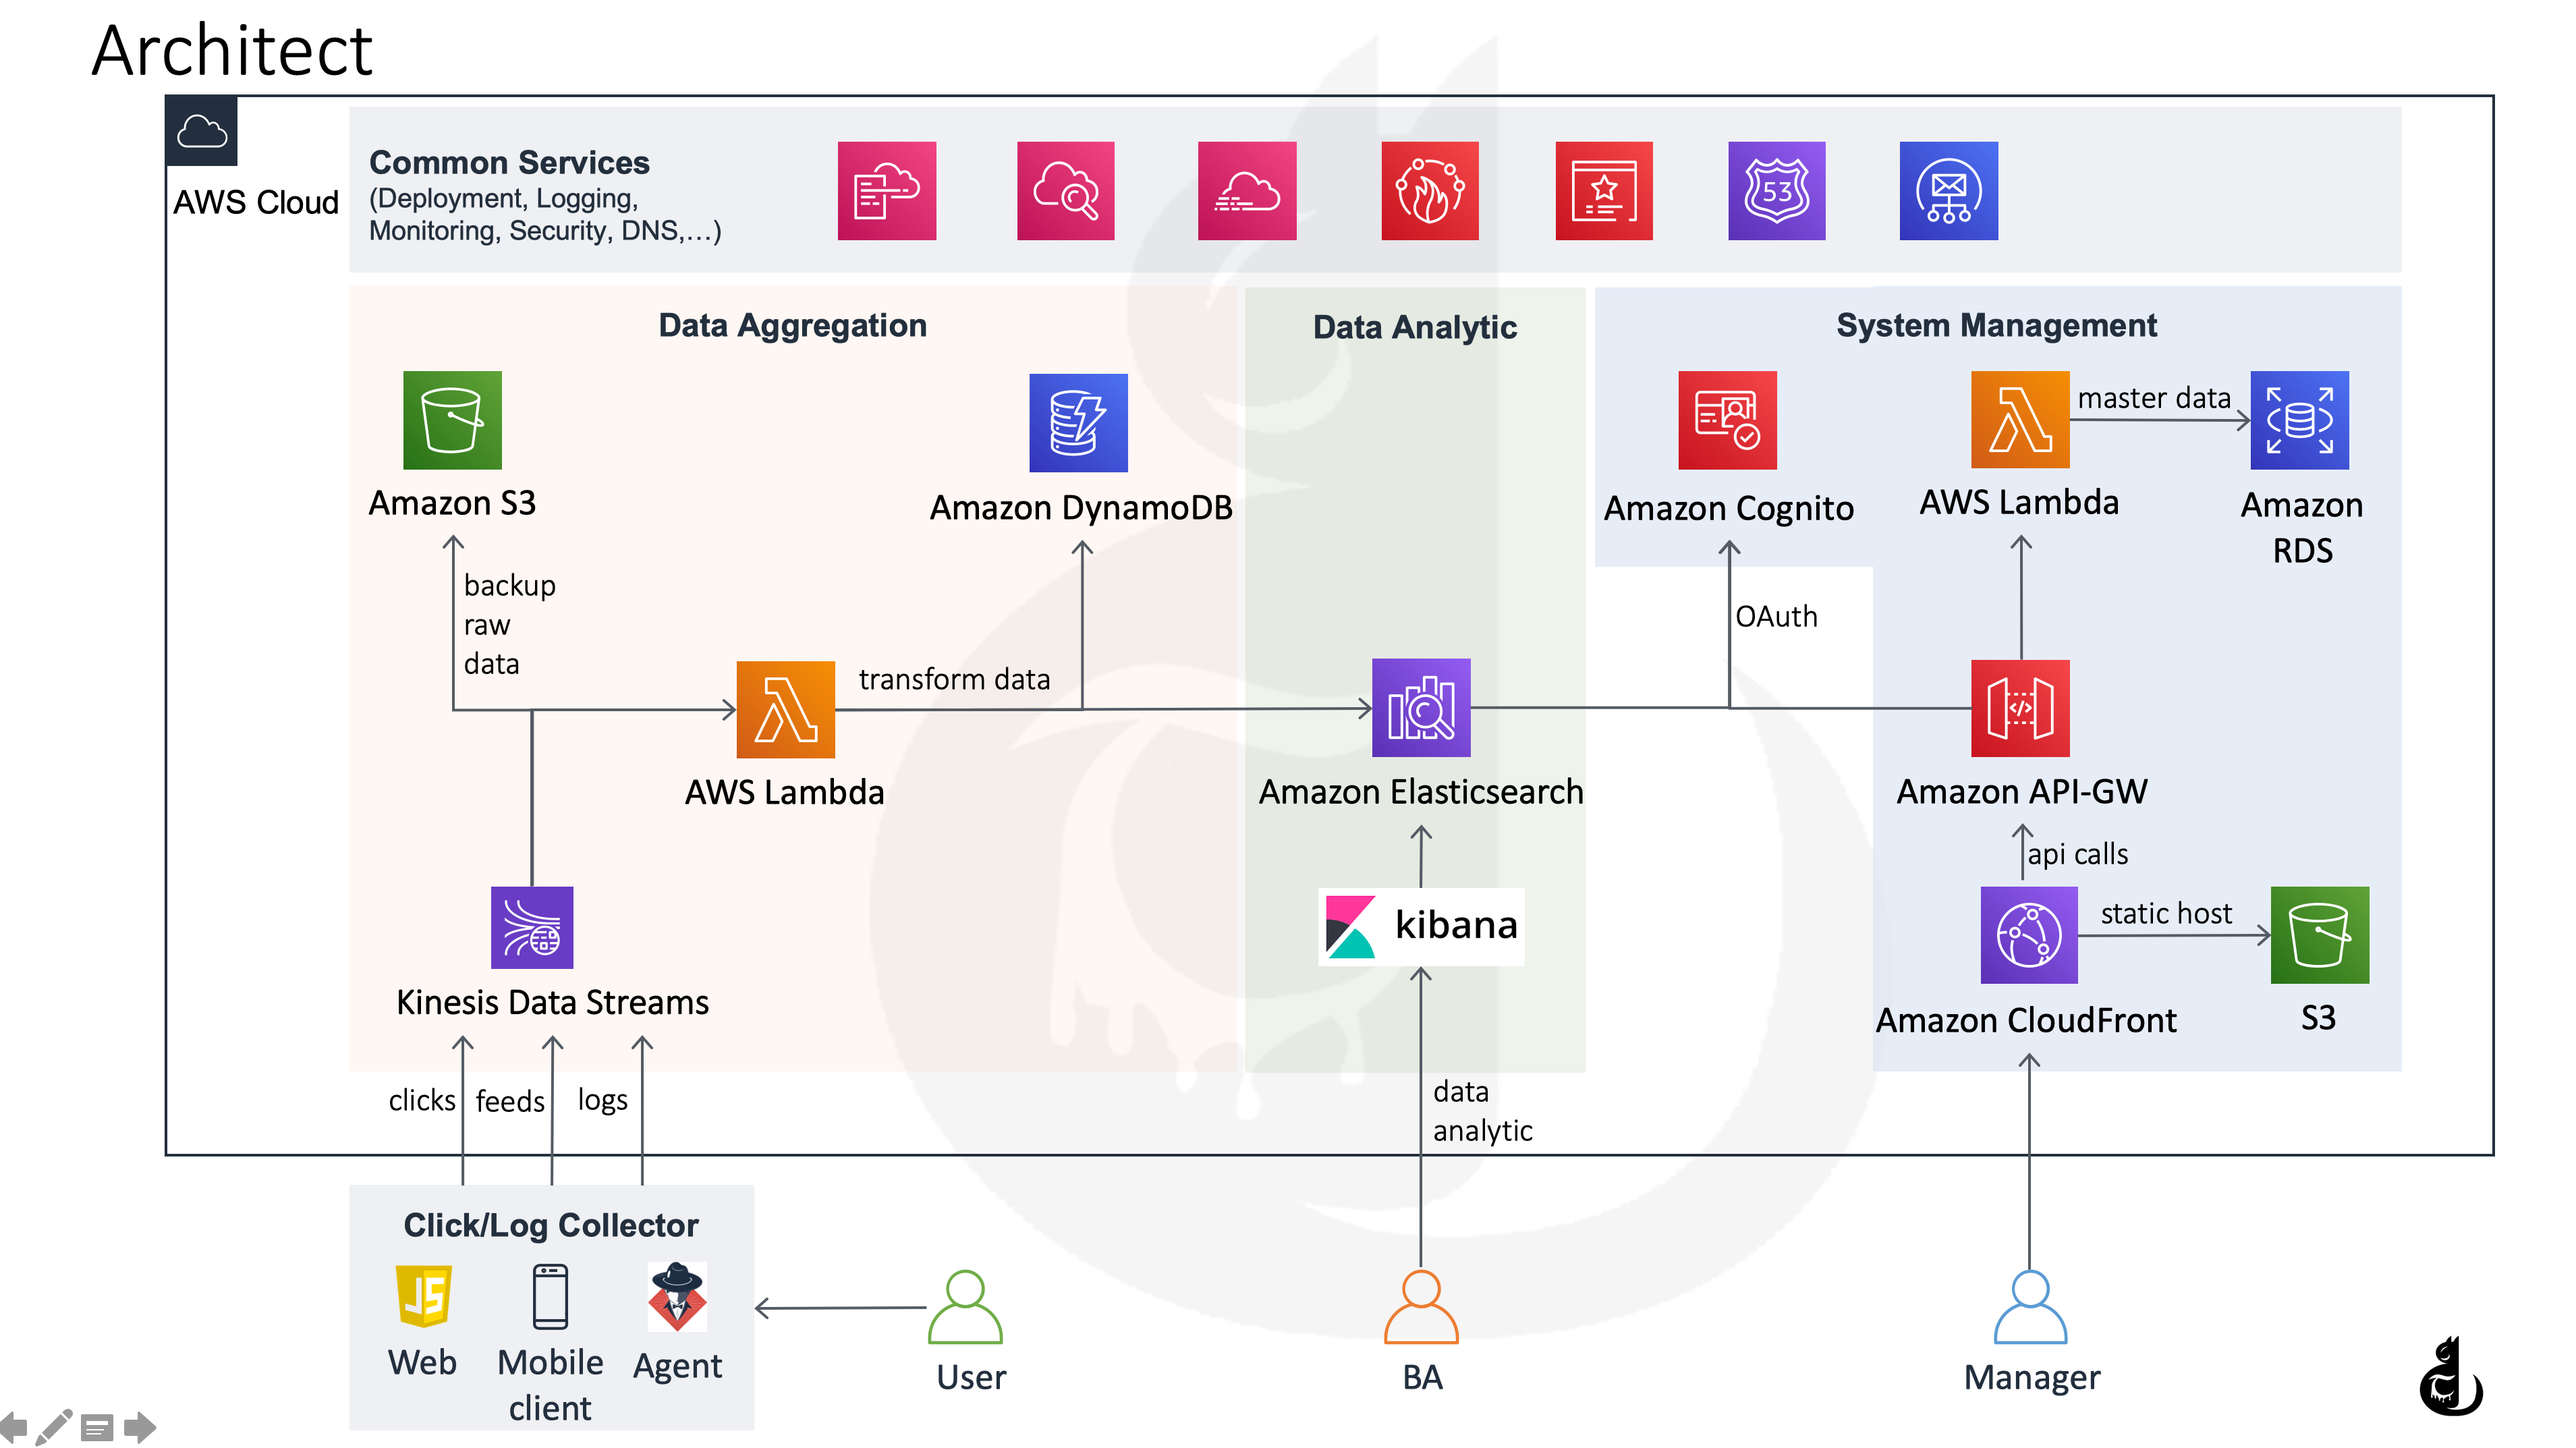 Architect
AWS Cloud
Common Services
(Deployment, Logging,
Monitoring, Security, DNS,...)
53
Data Aggregation
Data Analytic
System Management
Amazon S3
Amazon DynamoDB
Amazon Cognito
AWS Lambda
master data
Amazon
RDS
backup
raw
data
OAuth
transform data
AWS Lambda
Amazon Elasticsearch
</>
Amazon API-GW
api calls
kibana
static host
Kinesis Data Streams
Amazon CloudFront
S3
clicks
feeds
logs
data
analytic
Click/Log Collector
JS
Web
Mobile
client
Agent
User
BA
Manager